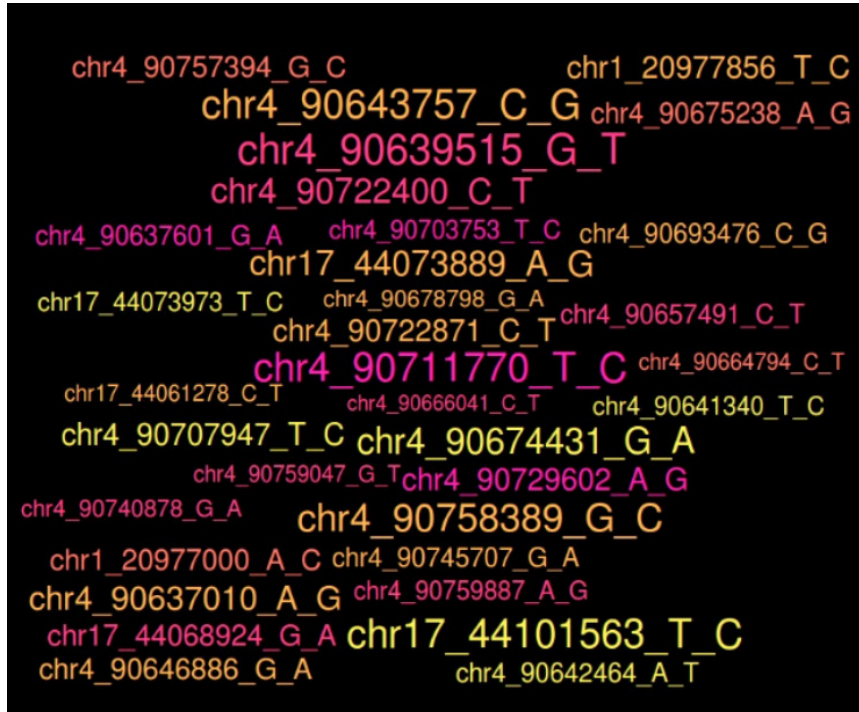 chr4_90757394_G_C chr1_20977856_T_C
chr4_90643757_C_G chr4_90675238_A_G
chr4_90639515_G_T
chr4_90722400_C_T
chr4_90637601_G_A chr4_90703753_T_C chr4_90693476_C_G
chr17_44073889_A_G
chr17_44073973_T_C chr4_90678798_G_A chr4_90657491_C_T
chr4_90722871_C_T
chr4_90711770_T_C chr4_90664794_C_T
chr17_44061278_C_T chr4_90666041_C_T chr4_90641340_T_C
chr4_90707947_T_C chr4_90674431_G_A
chr4_90759047_G_T chr4_90729602_A_G
chr4_90740878_G_A chr4_90758389_G_C
chr1_20977000_A_C chr4_90745707_G_A
chr4_90637010_A_G chr4_90759887_A_G
chr17_44068924_G_A chr17_44101563_T_C
chr4_90646886_G_A chr4_90642464_A_T